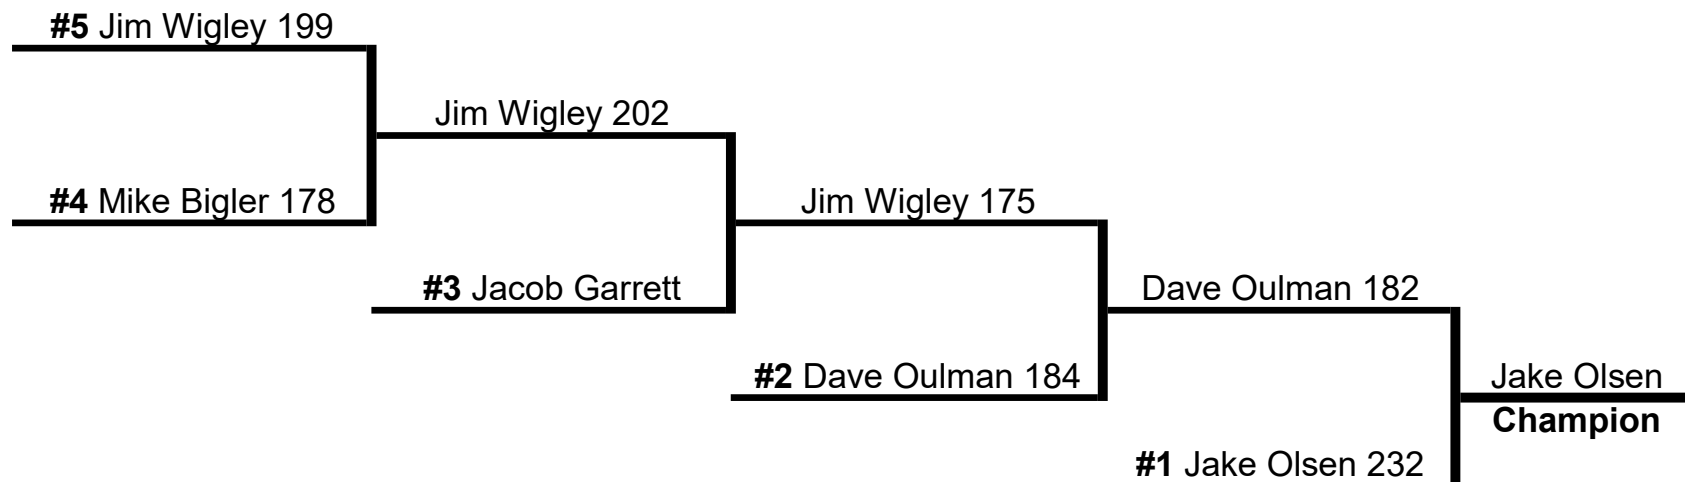 #5 Jim Wigley 199
Jim Wigley 202
#4 Mike Bigler 178
Jim Wigley 175
#3 Jacob Garrett
Dave Oulman 182
#2 Dave Oulman 184
Jake Olsen
Champion
#1 Jake Olsen 232